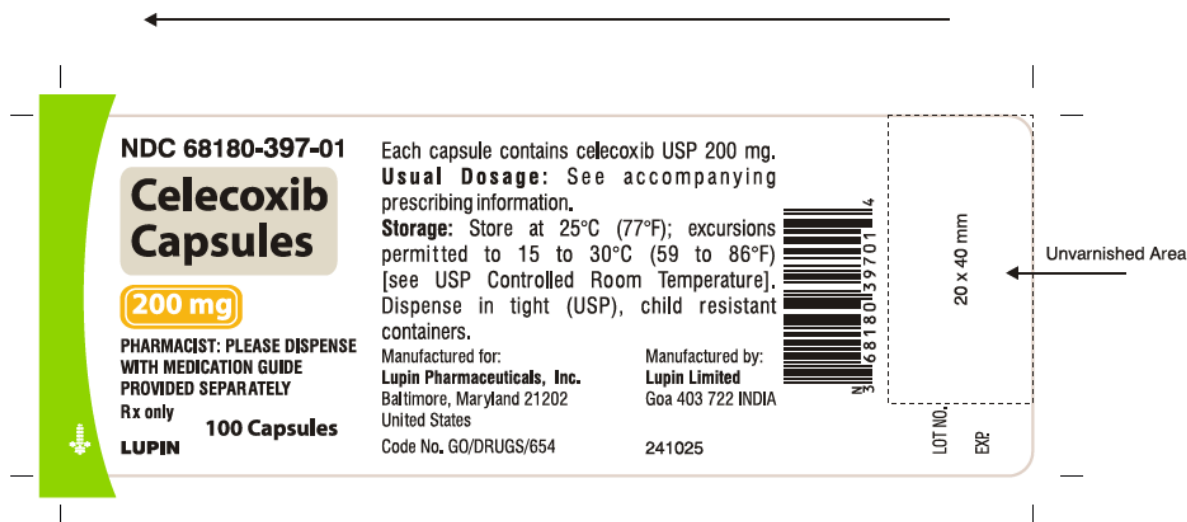 NDC 68180-397-01
Celecoxib
Capsules
200 mg
PHARMACIST: PLEASE DISPENSE
WITH MEDICATION GUIDE
PROVIDED SEPARATELY
Rx only
100 Capsules
LUPIN
Each capsule contains celecoxib USP 200 mg.
Usual Dosage: See accompanying
prescribing information.
Storage: Store at 25°C (77°F); excursions
permitted to 15 to 30°C (59 to 86°F)
[see USP Controlled Room Temperature].
Dispense in tight (USP), child resistant
containers.
Manufactured for:
Lupin Pharmaceuticals, Inc.
Baltimore, Maryland 21202
United States
Code No. GO/DRUGS/654
Manufactured by:
Lupin Limited
Goa 403 722 INDIA
241025
N
3 68180 39701 4
20 x 40 mm
LOT NO.
EXP.
Unvarnished Area